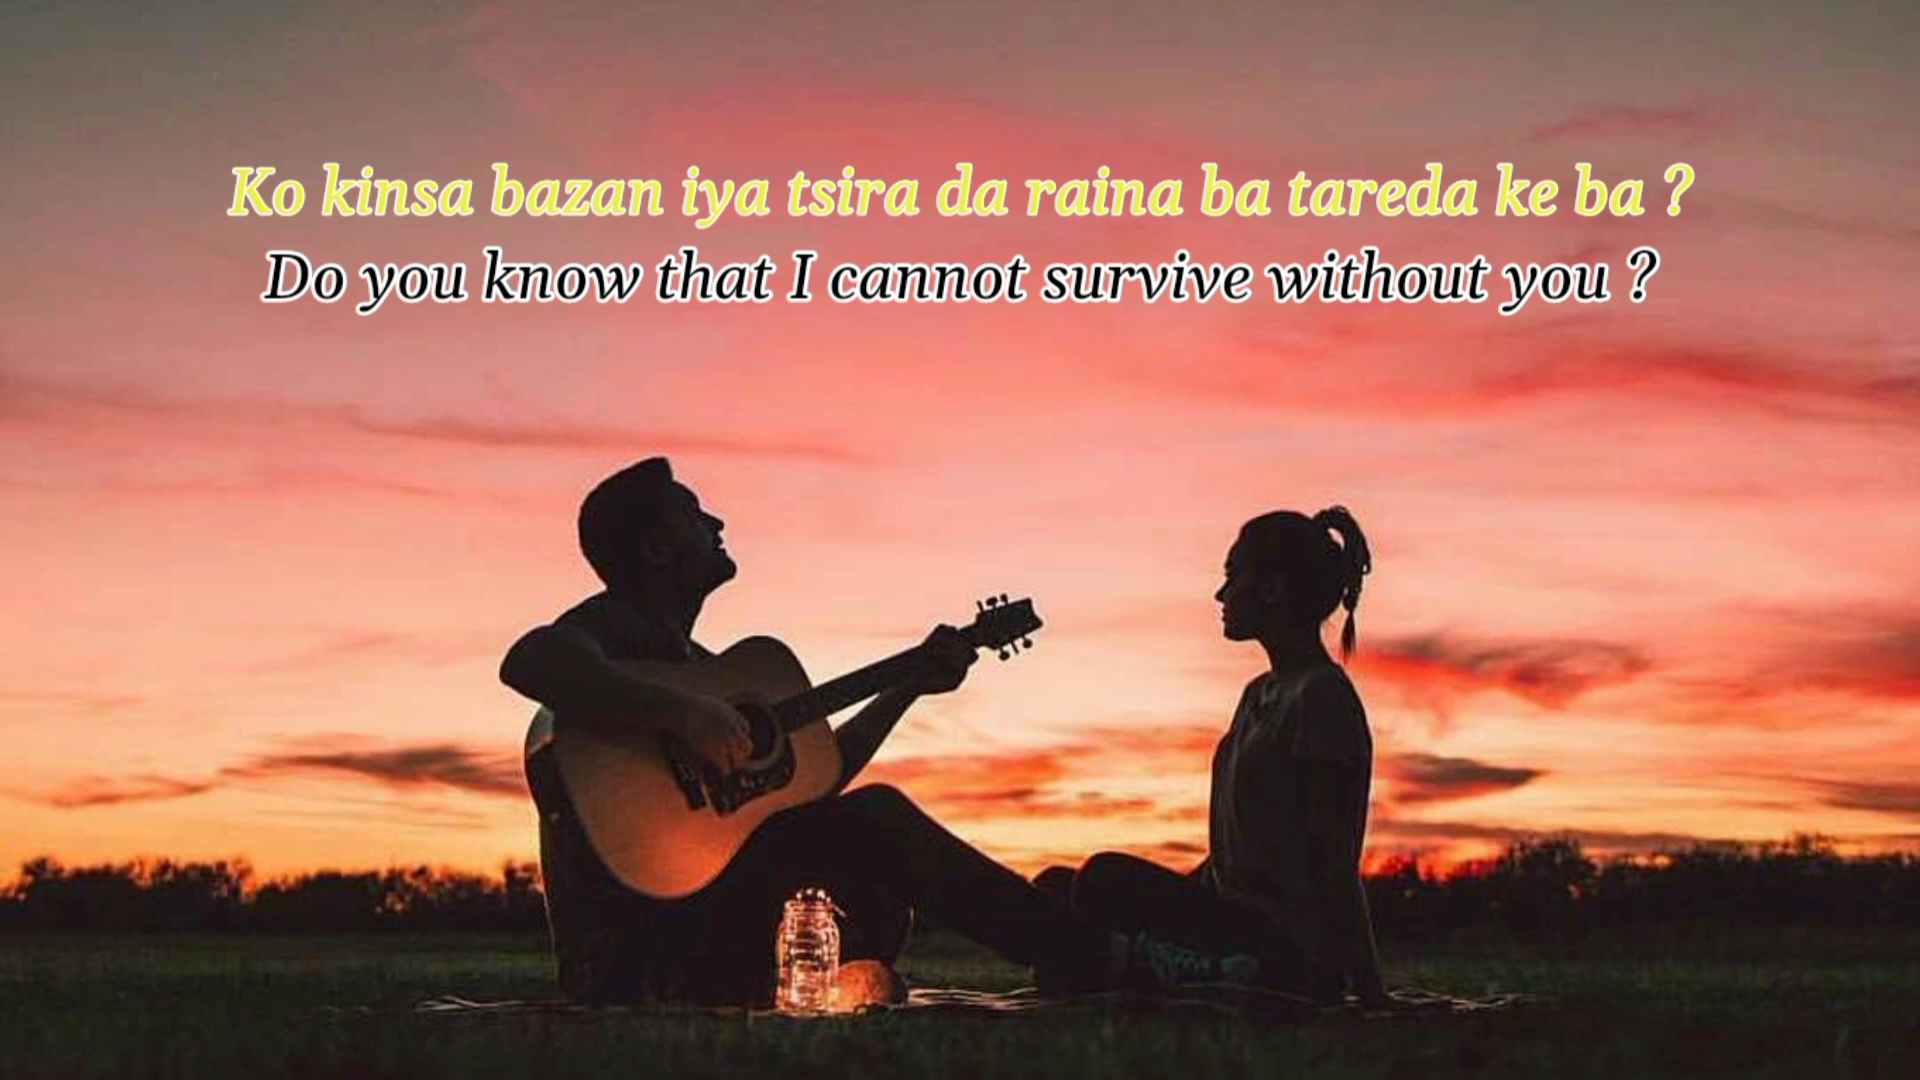 Ko kinsa bazan iya tsira da raina ba tareda ke ba ?
Do you know that I cannot survive without you ?